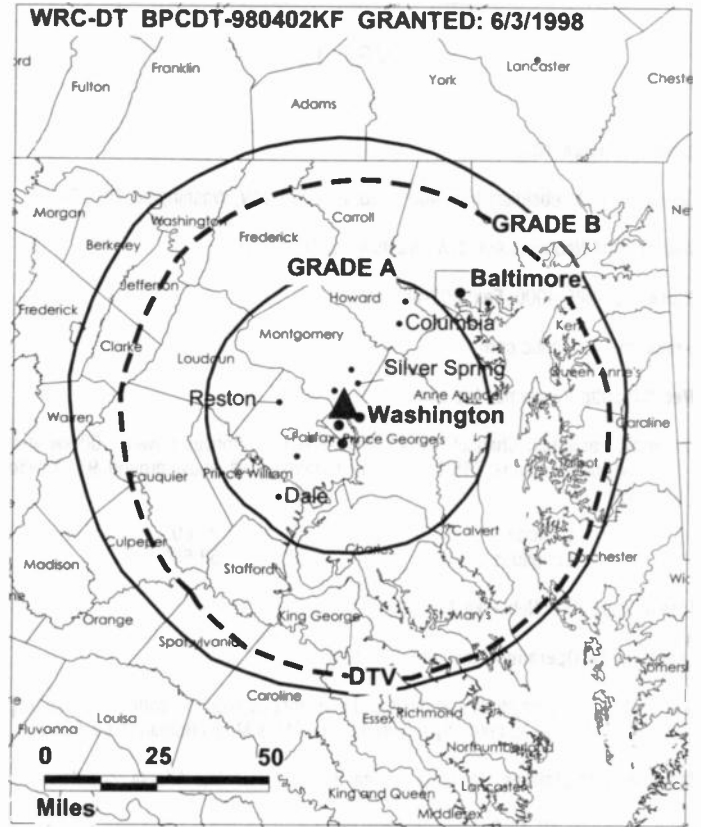 WRC-DT BPCDT-980402KF GRANTED: 6/3/1998
Franklin
York
Lancaster
Fulton
Adams
Cheste
Morgan
Washington
Carroll
GRADE B
Frederick
Berkeley
GRADE A
Baltimore
Jefferson
Howard
Frederick
Columbia
Montgomery
Clarke
Loudoun
Silver Spring
Queen Anne's
Reston
Anne Arundel
Washington
Warren
Caroline
Fairfax
Prince George's
Prince William
Fauquier
Dale
Calvert
Culpeper
Charles
Dorchester
Madison
Stafford
King George
St. Mary's
Orange
Spotsylvania
Somers
DTV
Caroline
Louisa
Essex
Richmond
Fluvanna
Northumberland
0 25 50
Lancaster
King and Queen
Miles
Middlesex